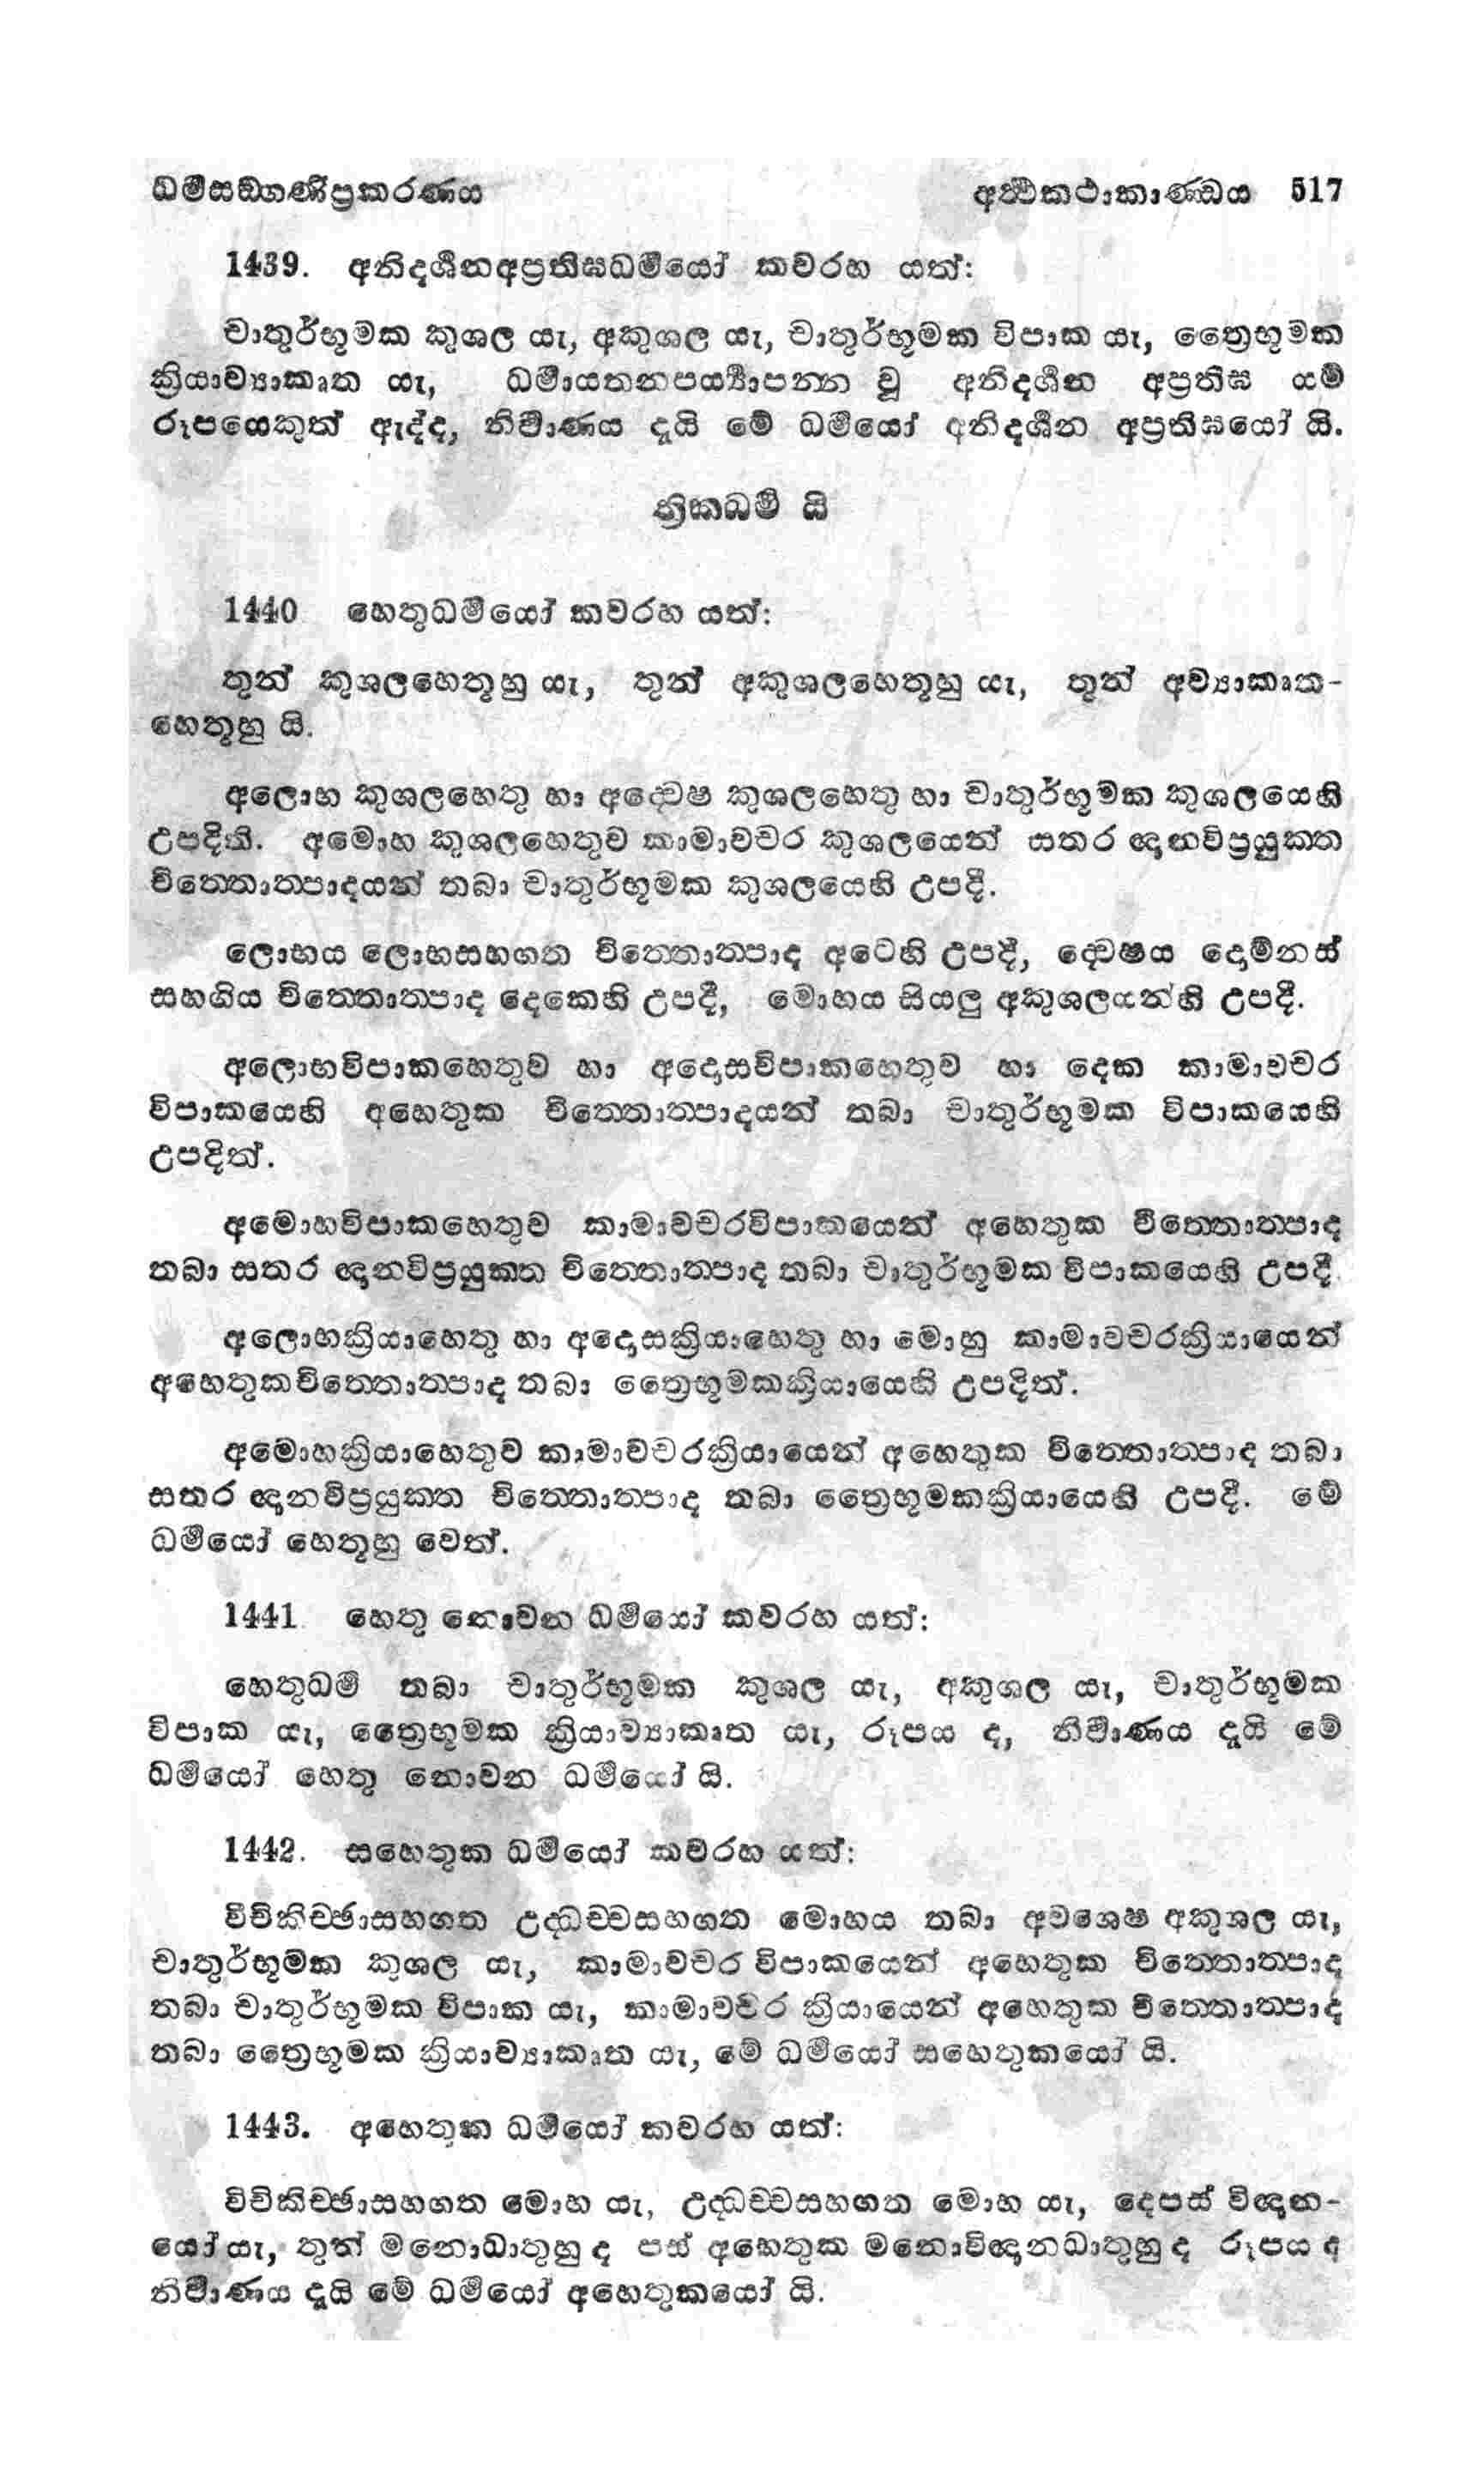 ධර්මසඞ්ගණීප්‍රකරණය අර්ත්‍ථකථාකාණ්ඩය 517
1439. අනිදර්ශනඅප්‍රතිඝධර්මයෝ කවරහ යත්:
චාතුර්භූමක කුශල යැ, අකුශල යැ, චාතුර්භූමක විපාක යැ, ත්‍රෛභූමක
ක්‍රියාව්‍යාකෘත යැ, ධර්මායතනපර්‍ය්‍යාපන්න වූ අනිදර්ශන අප්‍රතිඝ යම්
රූපයෙකුත් ඇද්ද, නිර්වාණය දැයි මේ ධර්මයෝ අනිදර්ශන අප්‍රතිඝයෝ යි.
ත්‍රිකධර්ම යි
1440 හෙතුධර්මයෝ කවරහ යත්:
තුන් කුශලහෙතූහු යැ, තුන් අකුශලහෙතූහු යැ, තුන් අව්‍යාකෘත-
හෙතූහු යි.
අලොභ කුශලහෙතු හා අද්වෙෂ කුශලහෙතු හා චාතුර්භූමක කුශලයෙහි
උපදිති. අමොහ කුශලහෙතුව කාමාවචර කුශලයෙන් සතර ඥානවිප්‍රයුක්ත
චිත්තොත්පාදයන් තබා චාතුර්භූමක කුශලයෙහි උපදී.
ලොභය ලොභසහගත චිත්තොත්පාද අටෙහි උපදී, ද්වෙෂය දොම්නස්
සහගිය චිත්තොත්පාද දෙකෙහි උපදී, මොහය සියලු අකුශලයන්හි උපදී.
අලොභවිපාකහෙතුව හා අදොසවිපාකහෙතුව හා දෙක කාමාවචර
විපාකයෙහි අහෙතුක චිත්තොත්පාදයන් තබා චාතුර්භූමක විපාකයෙහි
උපදිත්.
අමොහවිපාකහෙතුව කාමාවචරවිපාකයෙන් අහෙතුක චිත්තොත්පාද
තබා සතර ඥානවිප්‍රයුක්ත චිත්තොත්පාද තබා චාතුර්භූමක විපාකයෙහි උපදී.
අලොභක්‍රියාහෙතු හා අදොසක්‍රියාහෙතු හා මොහු කාමාවචරක්‍රියායෙන්
අහෙතුකචිත්තොත්පාද තබා ත්‍රෛභූමකක්‍රියායෙහි උපදිත්.
අමොහක්‍රියාහෙතුව කාමාවචරක්‍රියායෙන් අහෙතුක චිත්තොත්පාද තබා
සතර ඥානවිප්‍රයුක්ත චිත්තොත්පාද තබා ත්‍රෛභූමකක්‍රියායෙහි උපදී. මේ
ධර්මයෝ හෙතූහු වෙත්.
1441 හෙතු නොවන ධර්මයෝ කවරහ යත්:
හෙතුධර්ම තබා චාතුර්භූමක කුශල යැ, අකුශල යැ, චාතුර්භූමක
විපාක යැ, ත්‍රෛභූමක ක්‍රියාව්‍යාකෘත යැ, රූපය ද, නිර්වාණය දැයි මේ
ධර්මයෝ හෙතු නොවන ධර්මයෝ යි.
1442. සහෙතුක ධර්මයෝ කවරහ යත්:
විචිකිච්ඡාසහගත උද්ධච්චසහගත මොහය තබා අවශෙෂ අකුශල යැ,
චාතුර්භූමක කුශල යැ, කාමාවචර විපාකයෙන් අහෙතුක චිත්තොත්පාද
තබා චාතුර්භූමක විපාක යැ, කාමාවචර ක්‍රියායෙන් අහෙතුක චිත්තොත්පාද
තබා ත්‍රෛභූමක ක්‍රියාව්‍යාකෘත යැ, මේ ධර්මයෝ සහෙතුකයෝ යි.
1443. අහෙතුක ධර්මයෝ කවරහ යත්:
විචිකිච්ඡාසහගත මොහ යැ, උද්ධච්චසහගත මොහ යැ, දෙපස් විඥාන-
යෝ යැ, තුන් මනොධාතුහු ද පස් අහෙතුක මනොවිඥානධාතුහු ද රූපය ද
නිර්වාණය දැයි මේ ධර්මයෝ අහෙතුකයෝ යි.